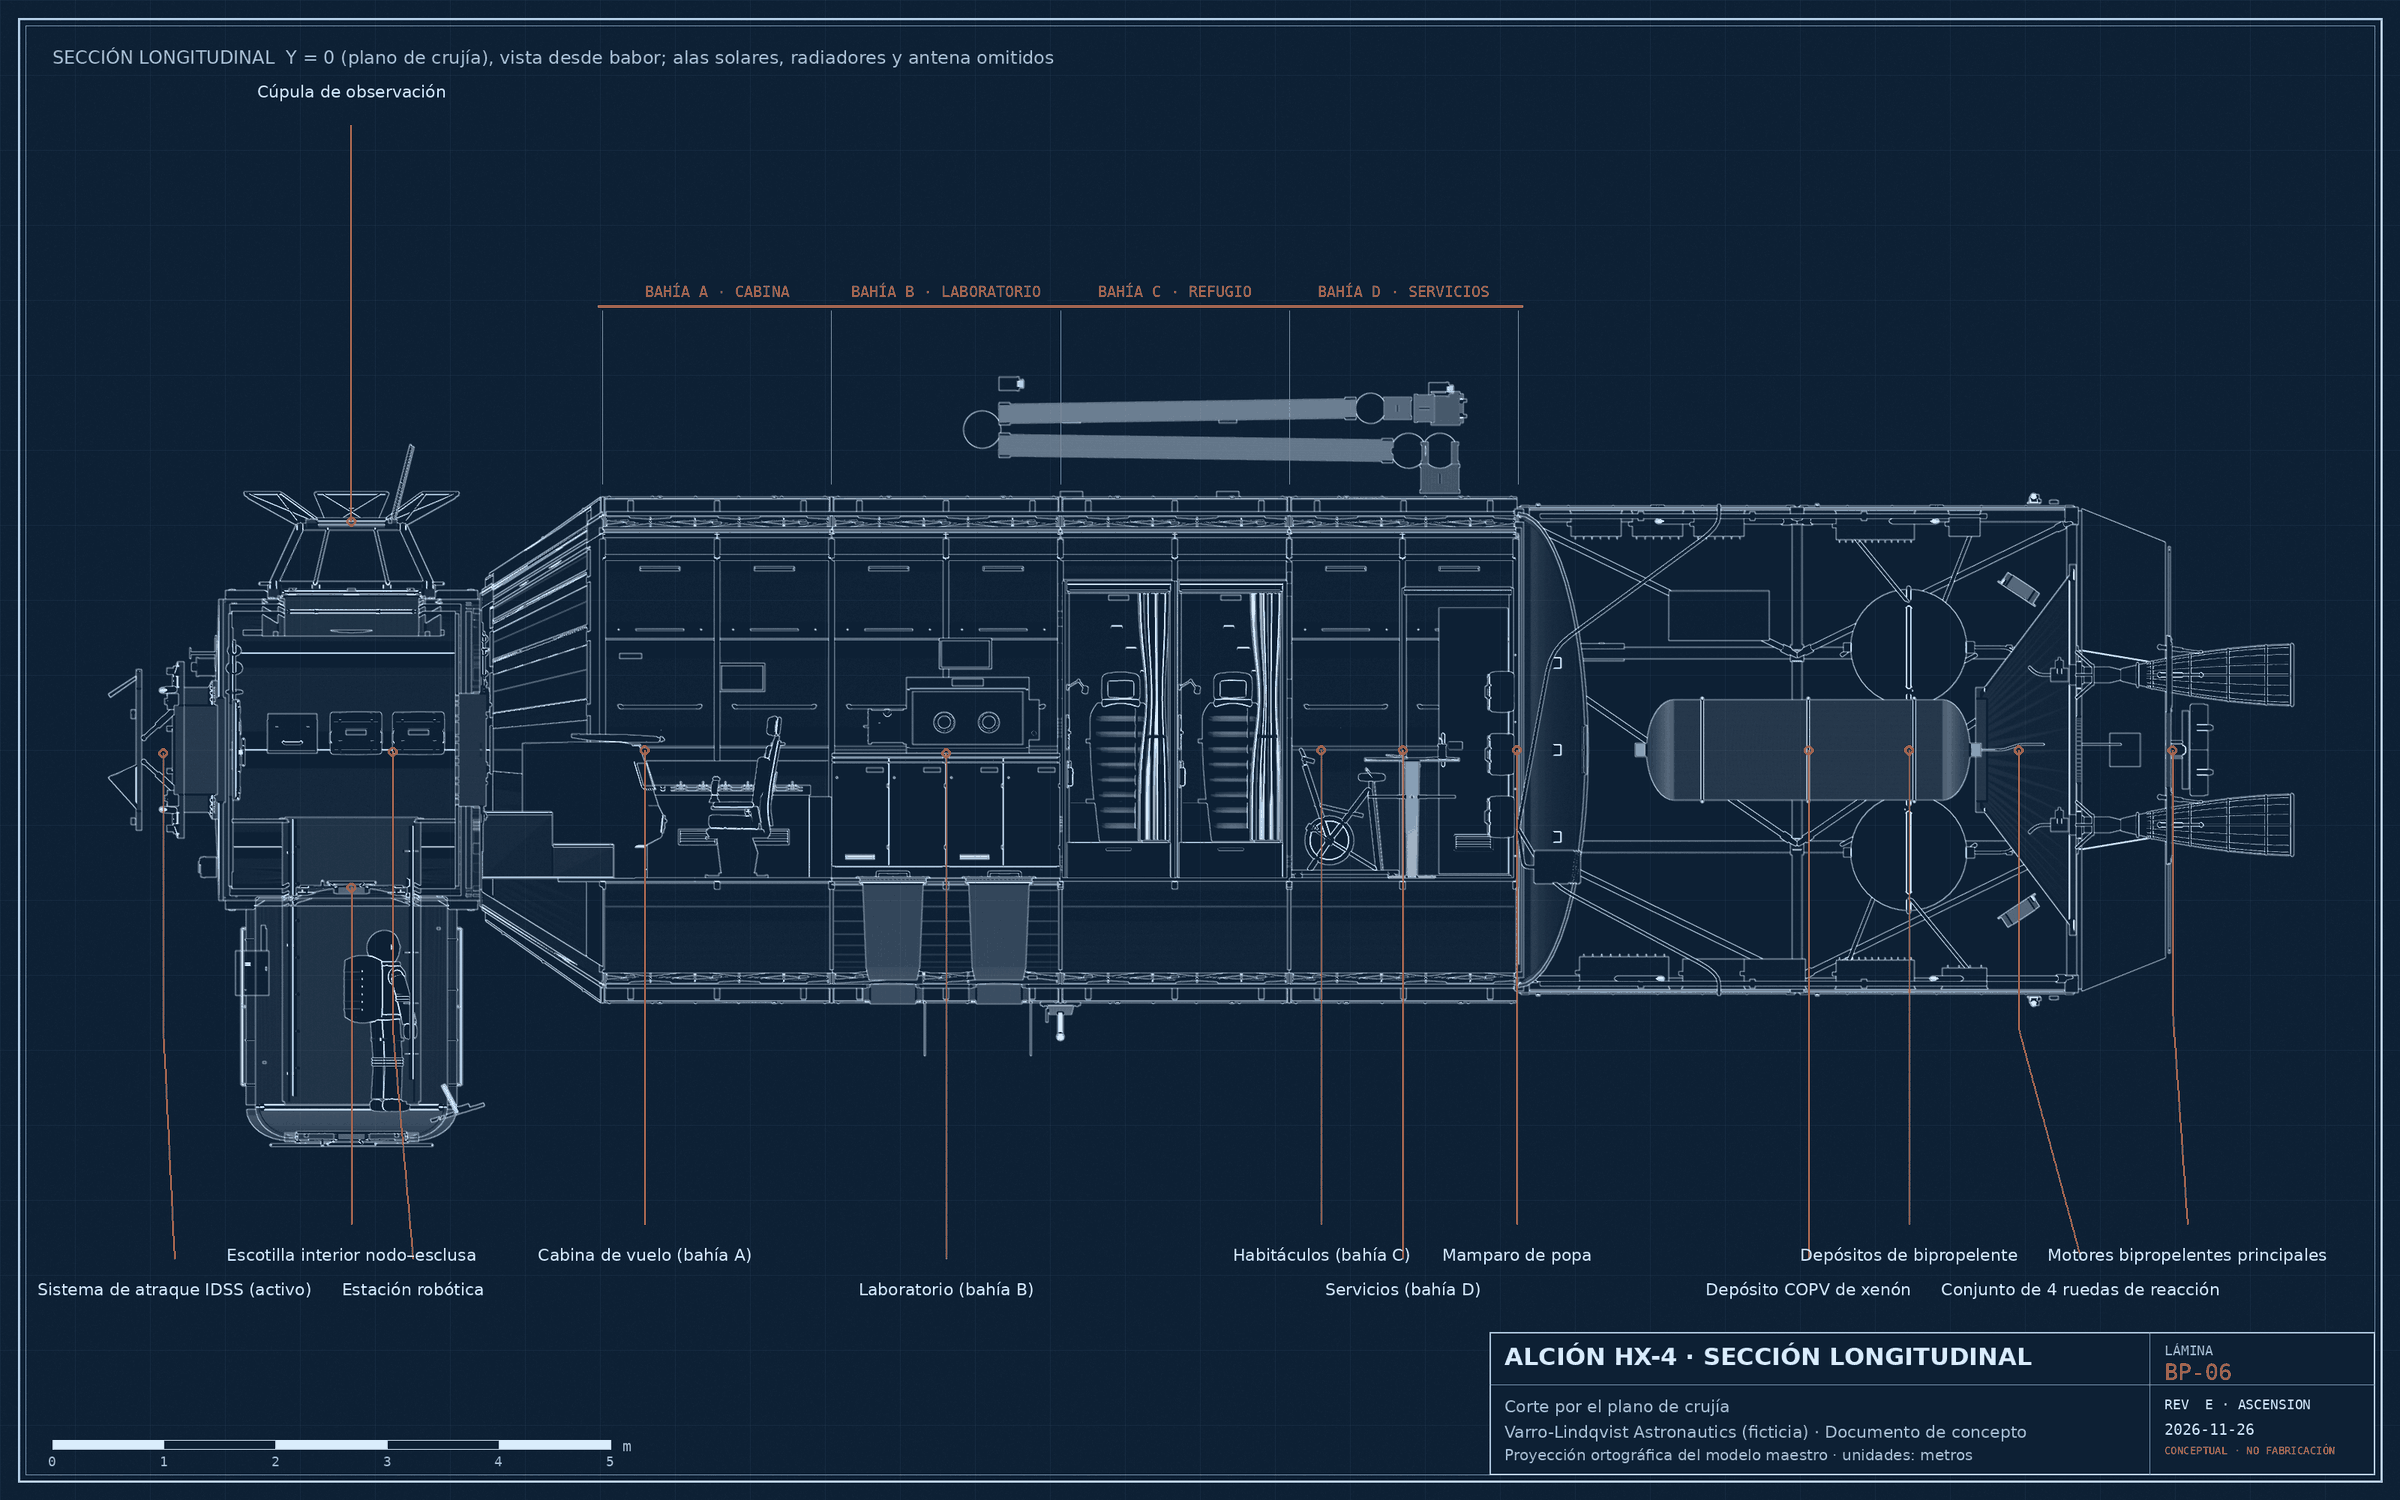 SECCIÓN LONGITUDINAL  Y = 0 (plano de crujía), vista desde babor; alas solares, radiadores y antena omitidos
Cúpula de observación
BAHÍA A · CABINA
BAHÍA B · LABORATORIO
BAHÍA C · REFUGIO
BAHÍA D · SERVICIOS
Escotilla interior nodo-esclusa
Cabina de vuelo (bahía A)
Habitáculos (bahía C)
Mamparo de popa
Depósitos de bipropelente
Motores bipropelentes principales
Sistema de atraque IDSS (activo)
Estación robótica
Laboratorio (bahía B)
Servicios (bahía D)
Depósito COPV de xenón
Conjunto de 4 ruedas de reacción
ALCIÓN HX-4 · SECCIÓN LONGITUDINAL
LÁMINA
BP-06
Corte por el plano de crujía
Varro-Lindqvist Astronautics (ficticia) · Documento de concepto
Proyección ortográfica del modelo maestro · unidades: metros
REV  E · ASCENSION
2026-11-26
CONCEPTUAL · NO FABRICACIÓN
m
0 1 2 3 4 5